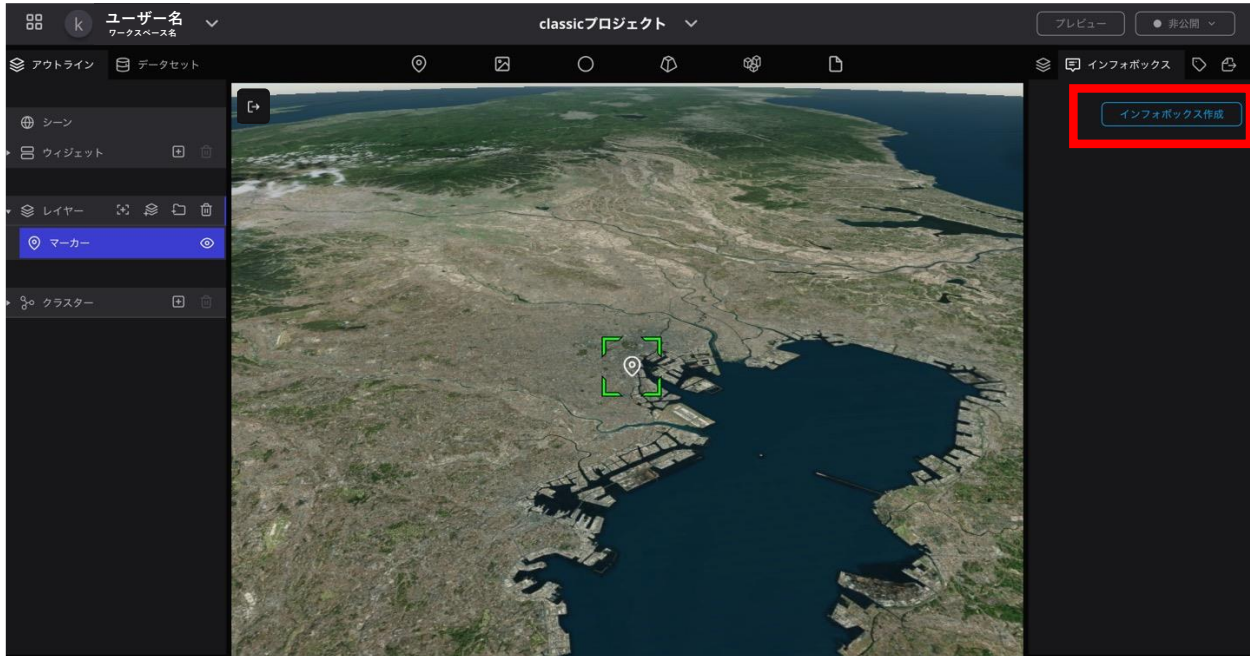 k ユーザー名
ワークスペース名
classicプロジェクト
プレビュー
非公開
アウトライン
データセット
インフォボックス
インフォボックス作成
シーン
ウィジェット
レイヤー
マーカー
クラスター